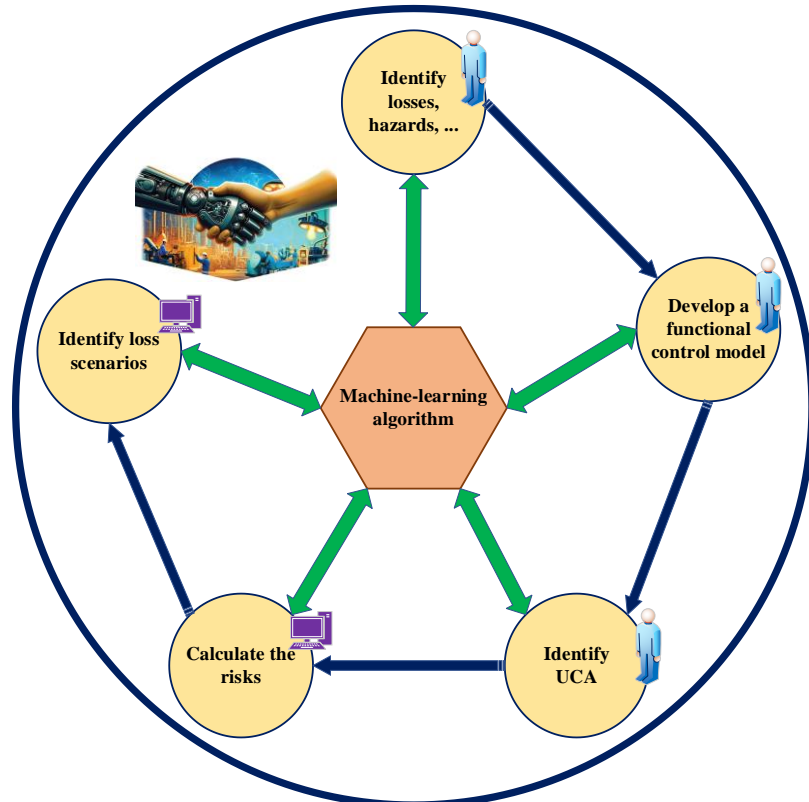 Identify
losses,
hazards, ...
Develop a
functional
control model
Identify loss
scenarios
Machine-learning
algorithm
Calculate the
risks
Identify
UCA